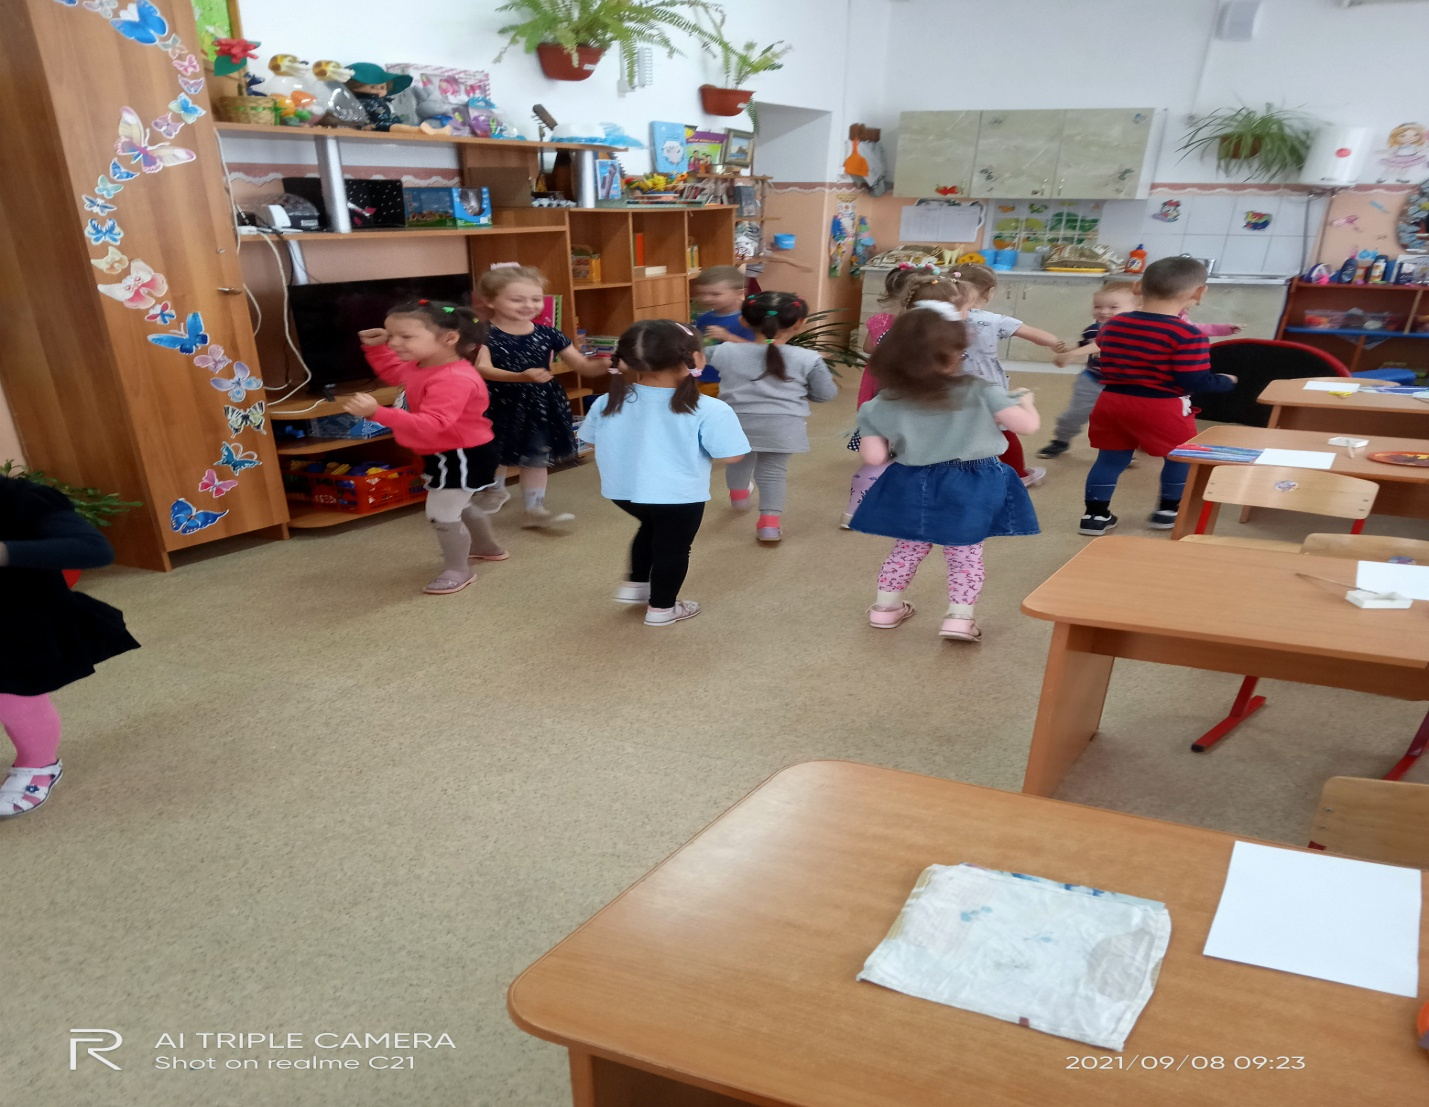 AI TRIPLE CAMERA
Shot on realme C21
2021/09/08 09:23